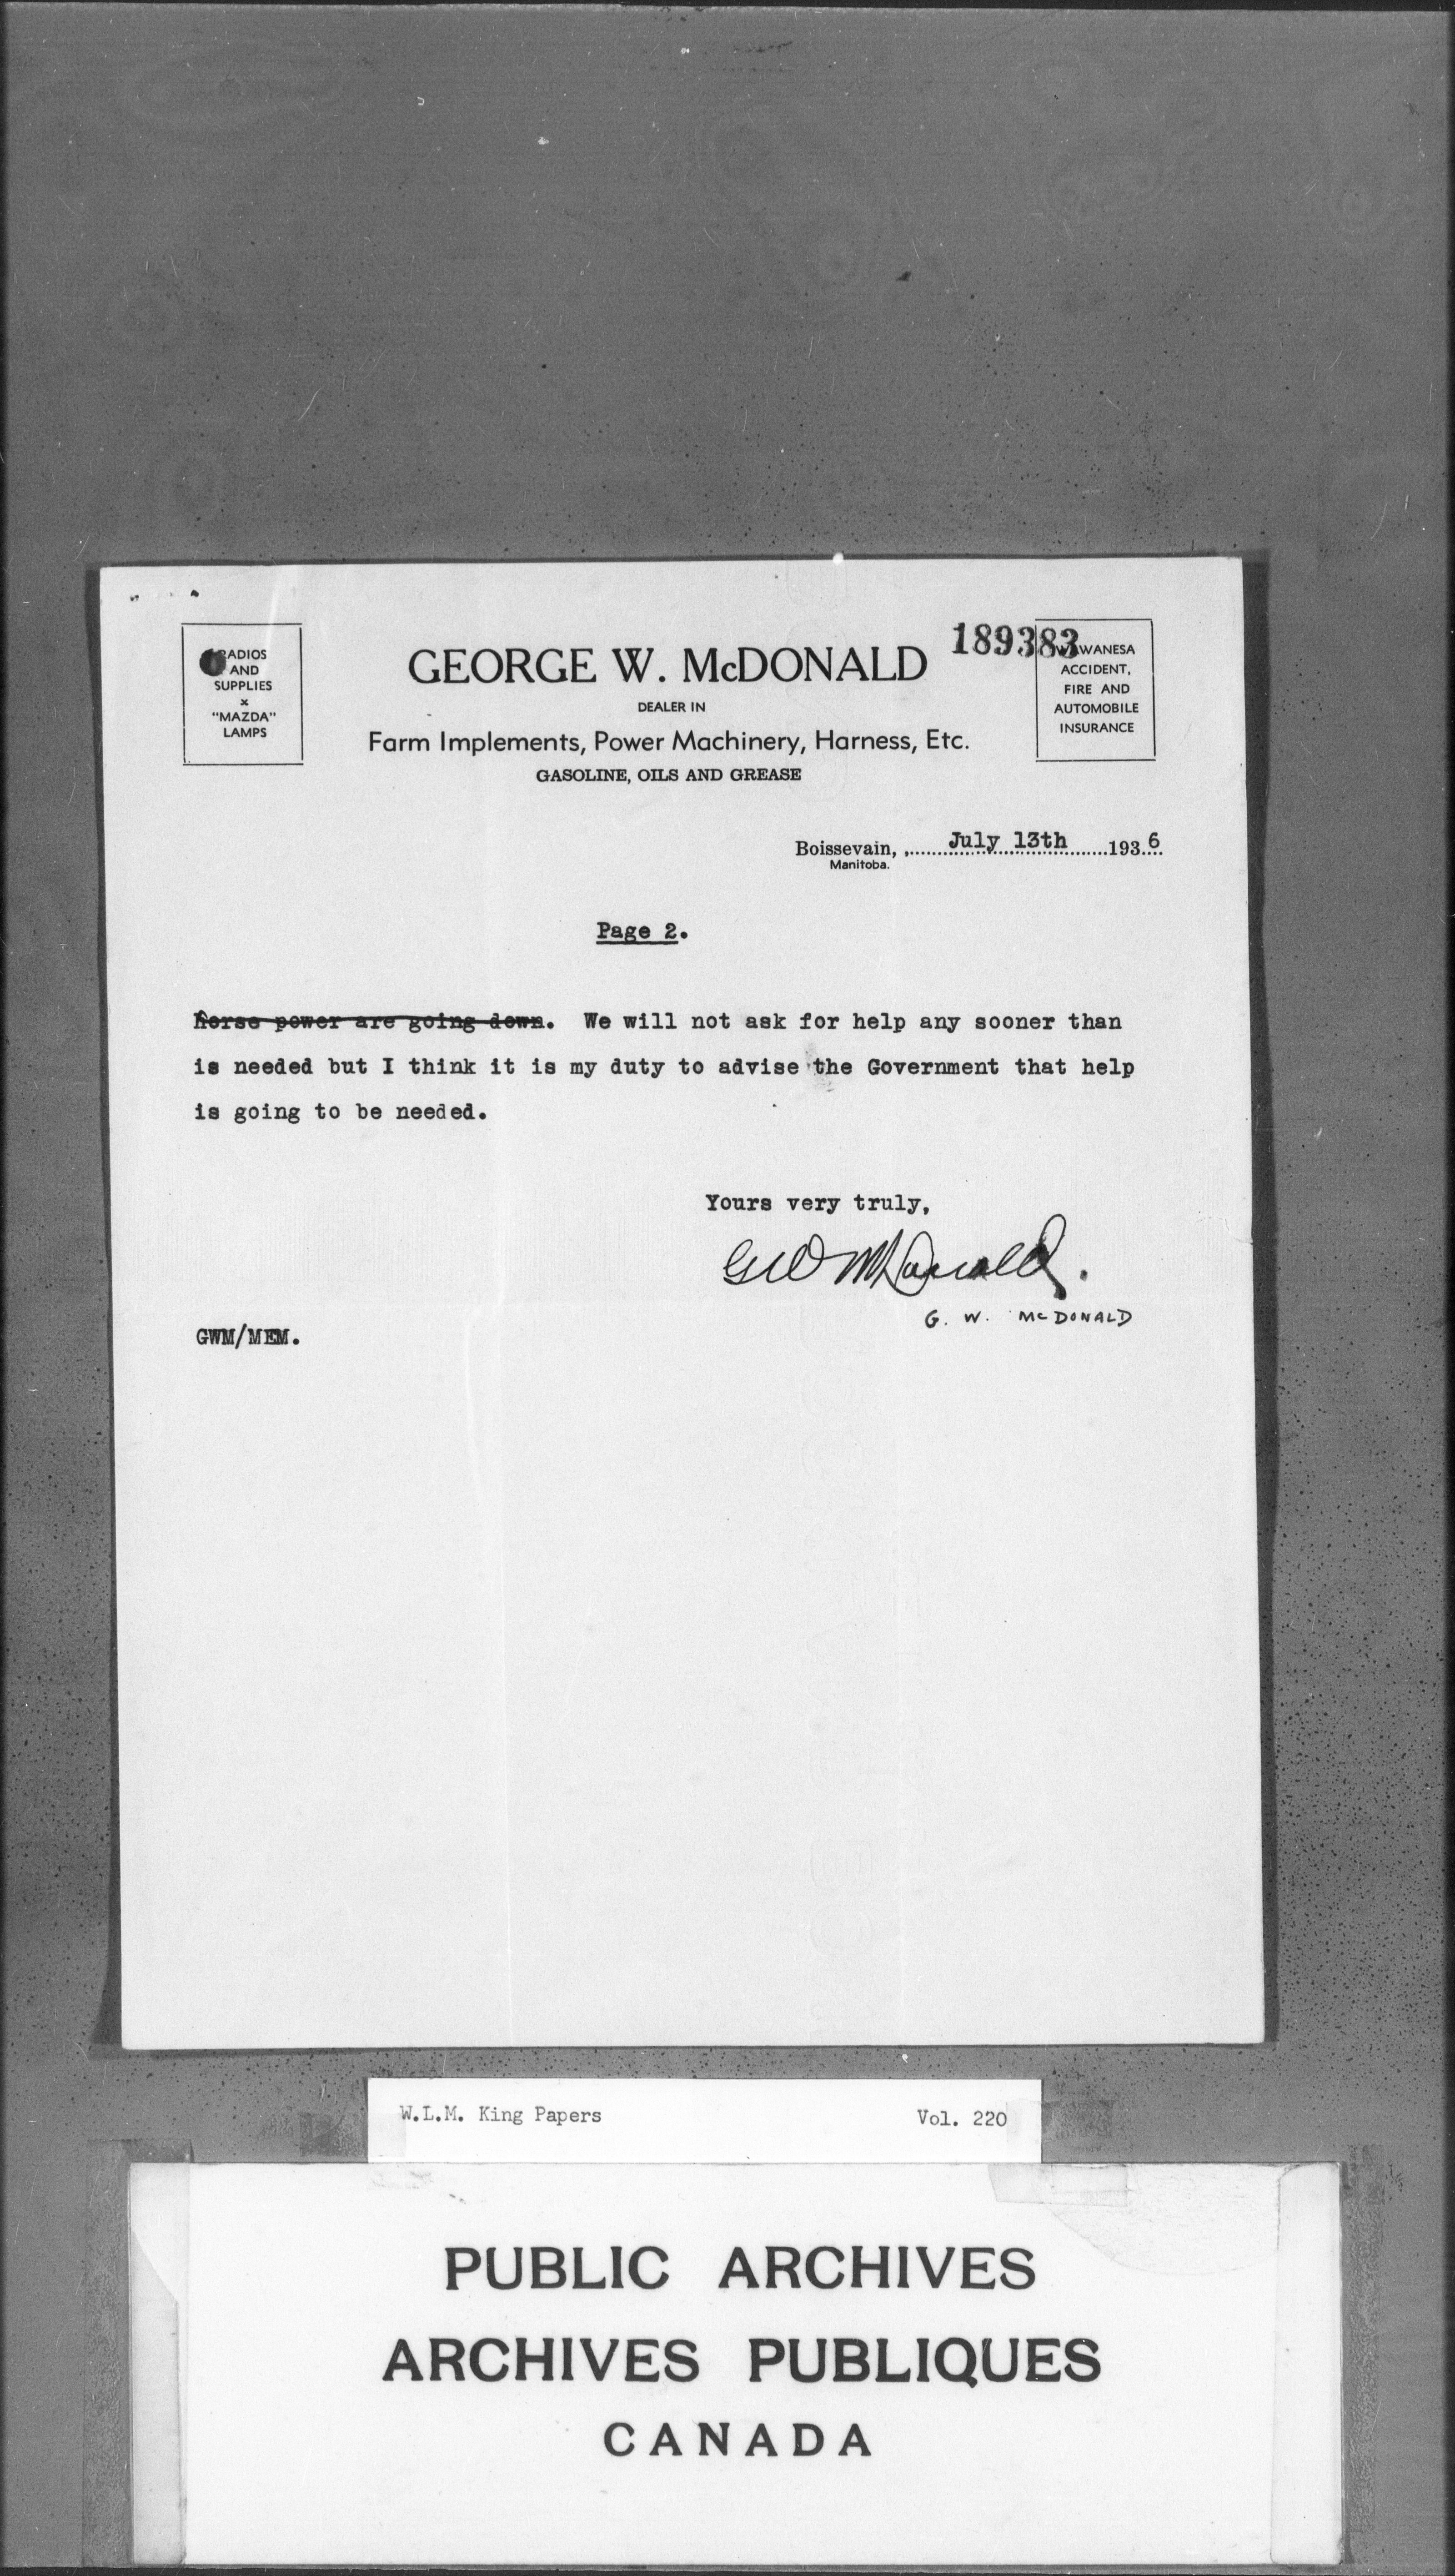 189383
RADIOS
AND
SUPPLIES
x
"MAZDA"
LAMPS
GEORGE W. McDONALD
DEALER IN
Farm Implements, Power Machinery, Harness, Etc.
GASOLINE, OILS AND GREASE
WAWANESA
ACCIDENT,
FIRE AND
AUTOMOBILE
INSURANCE
Boissevain, July 13th 1936
Manitoba.
Page 2.
horse power are going down. We will not ask for help any sooner than
is needed but I think it is my duty to advise the Government that help
is going to be needed.
Yours very truly,
GW McDonald.
G. W. McDONALD
GWM/MEM.
W.L.M. King Papers Vol. 220
PUBLIC ARCHIVES
ARCHIVES PUBLIQUES
CANADA